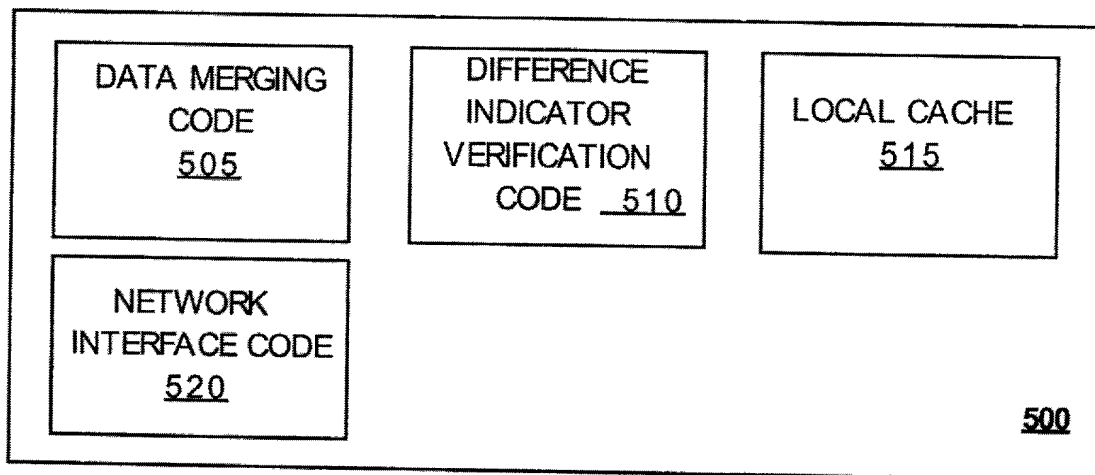 DATA MERGING
CODE
505
DIFFERENCE
INDICATOR
VERIFICATION
CODE 510
LOCAL CACHE
515
NETWORK
INTERFACE CODE
520
500